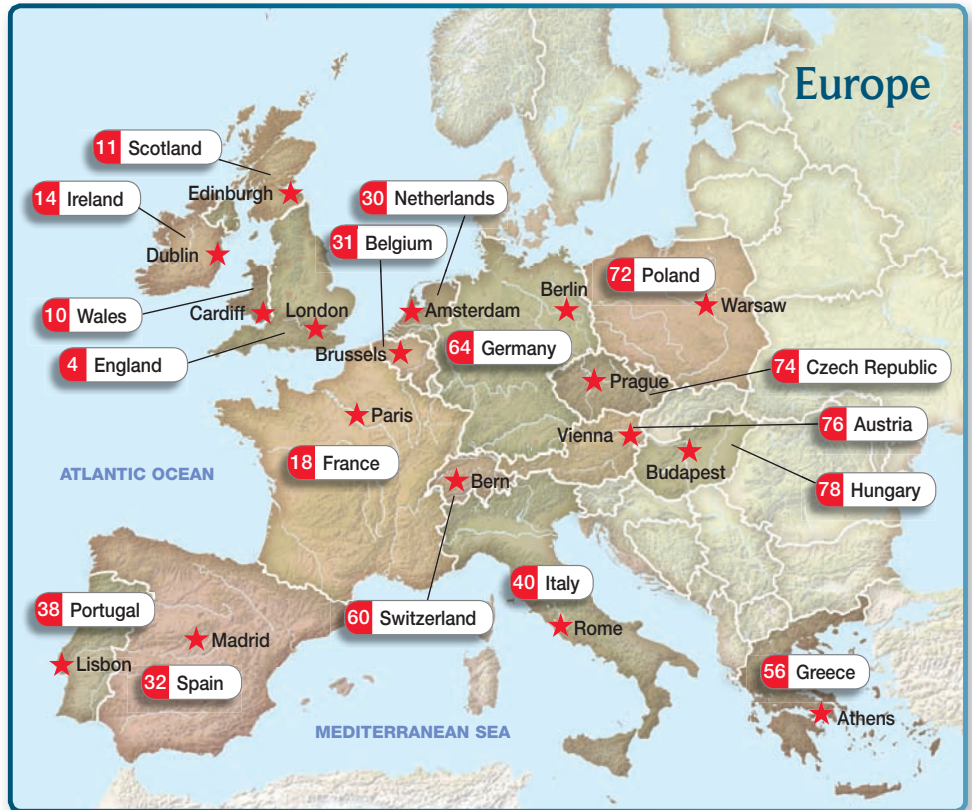 Europe
11 Scotland
Edinburgh
14 Ireland
30 Netherlands
31 Belgium
Dublin
72 Poland
Berlin
10 Wales
Cardiff
London
Amsterdam
Warsaw
4 England
Brussels
64 Germany
74 Czech Republic
Prague
Paris
76 Austria
Vienna
18 France
ATLANTIC OCEAN
Budapest
Bern
78 Hungary
40 Italy
38 Portugal
60 Switzerland
Rome
Madrid
Lisbon
32 Spain
56 Greece
Athens
MEDITERRANEAN SEA